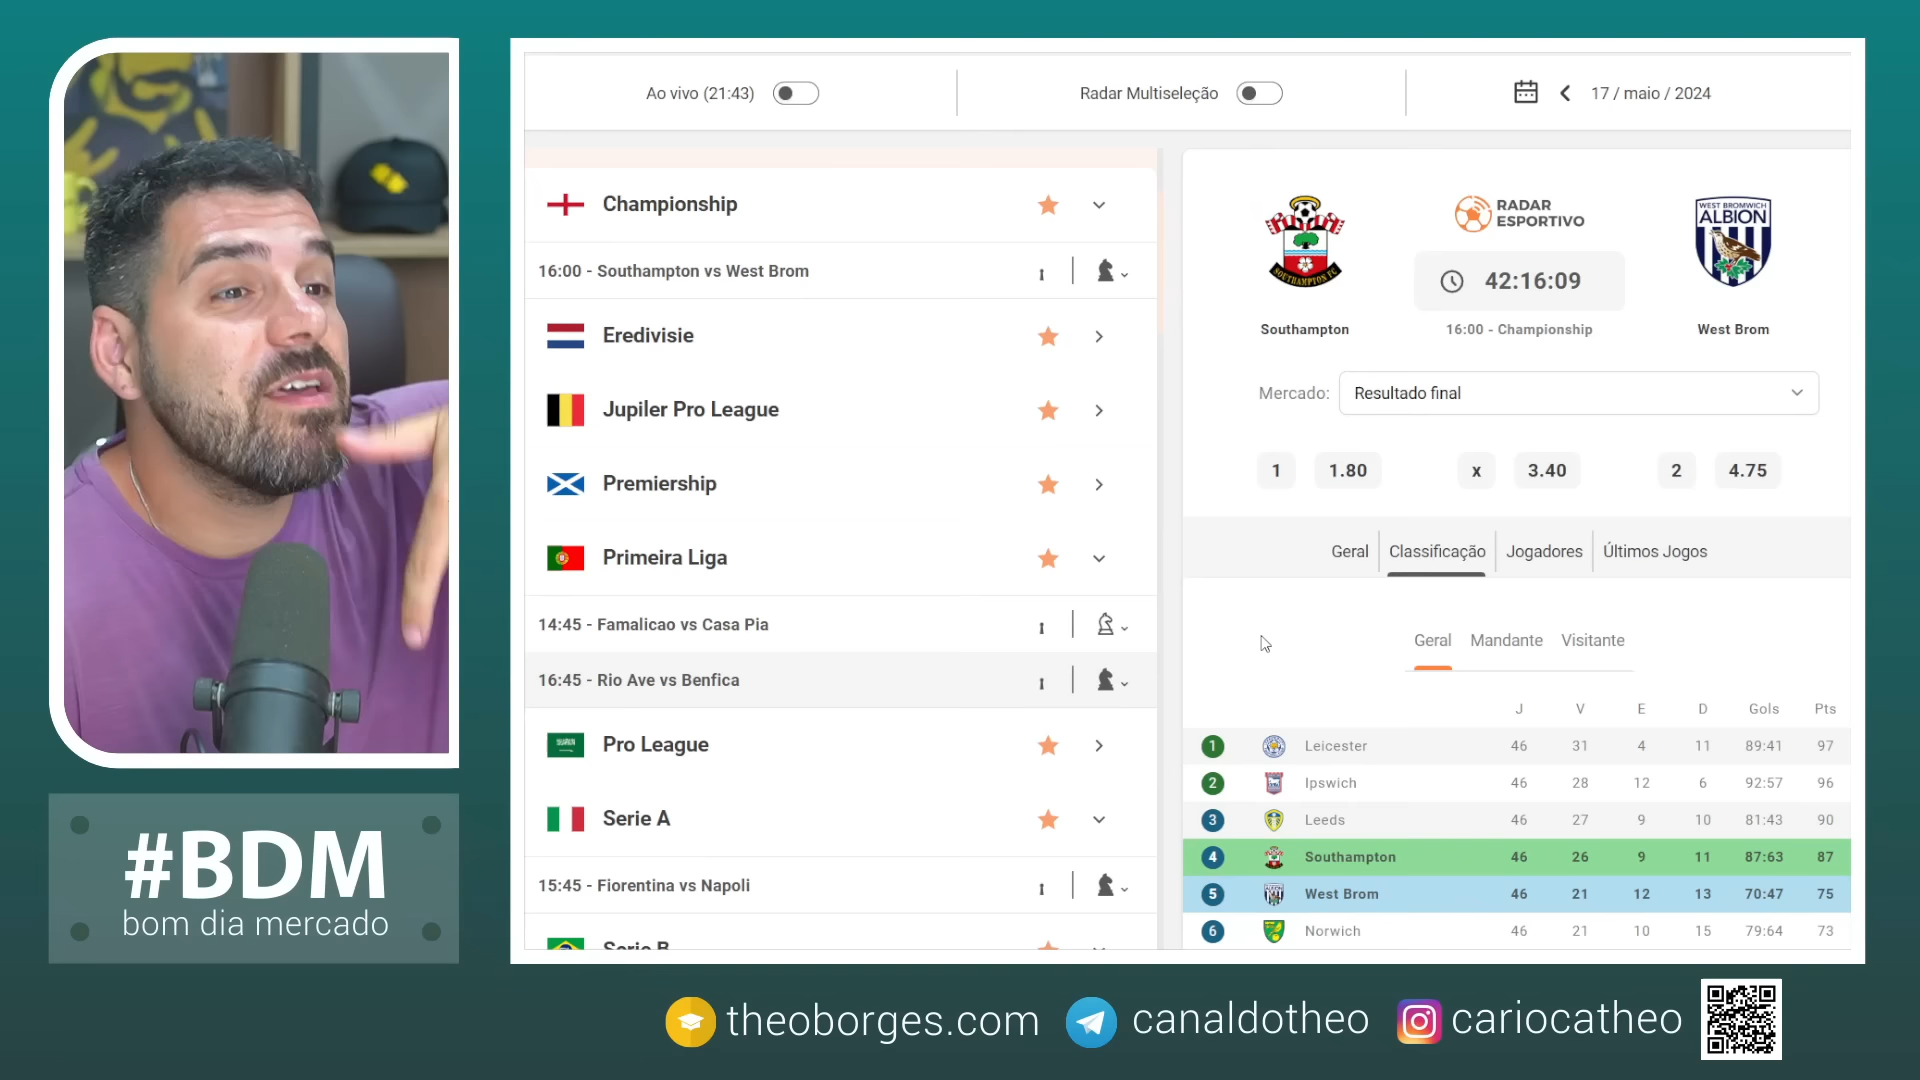 Ao vivo (21:43)
Radar Multiseleção
17 / maio / 2024
Championship
16:00 - Southampton vs West Brom
Eredivisie
Jupiler Pro League
Premiership
Primeira Liga
14:45 - Famalicao vs Casa Pia
16:45 - Rio Ave vs Benfica
Pro League
Serie A
15:45 - Fiorentina vs Napoli
Serie B
SOUTHAMPTON FC
RADAR
ESPORTIVO
WEST BROMWICH
ALBION
42:16:09
Southampton
16:00 - Championship
West Brom
Mercado: Resultado final
1 1.80 x 3.40 2 4.75
Geral Classificação Jogadores Últimos Jogos
Geral Mandante Visitante
J V E D Gols Pts
1 Leicester 46 31 4 11 89:41 97
2 Ipswich 46 28 12 6 92:57 96
3 Leeds 46 27 9 10 81:43 90
4 Southampton 46 26 9 11 87:63 87
5 West Brom 46 21 12 13 70:47 75
6 Norwich 46 21 10 15 79:64 73
#BDM
bom dia mercado
theoborges.com
canaldotheo
cariocatheo